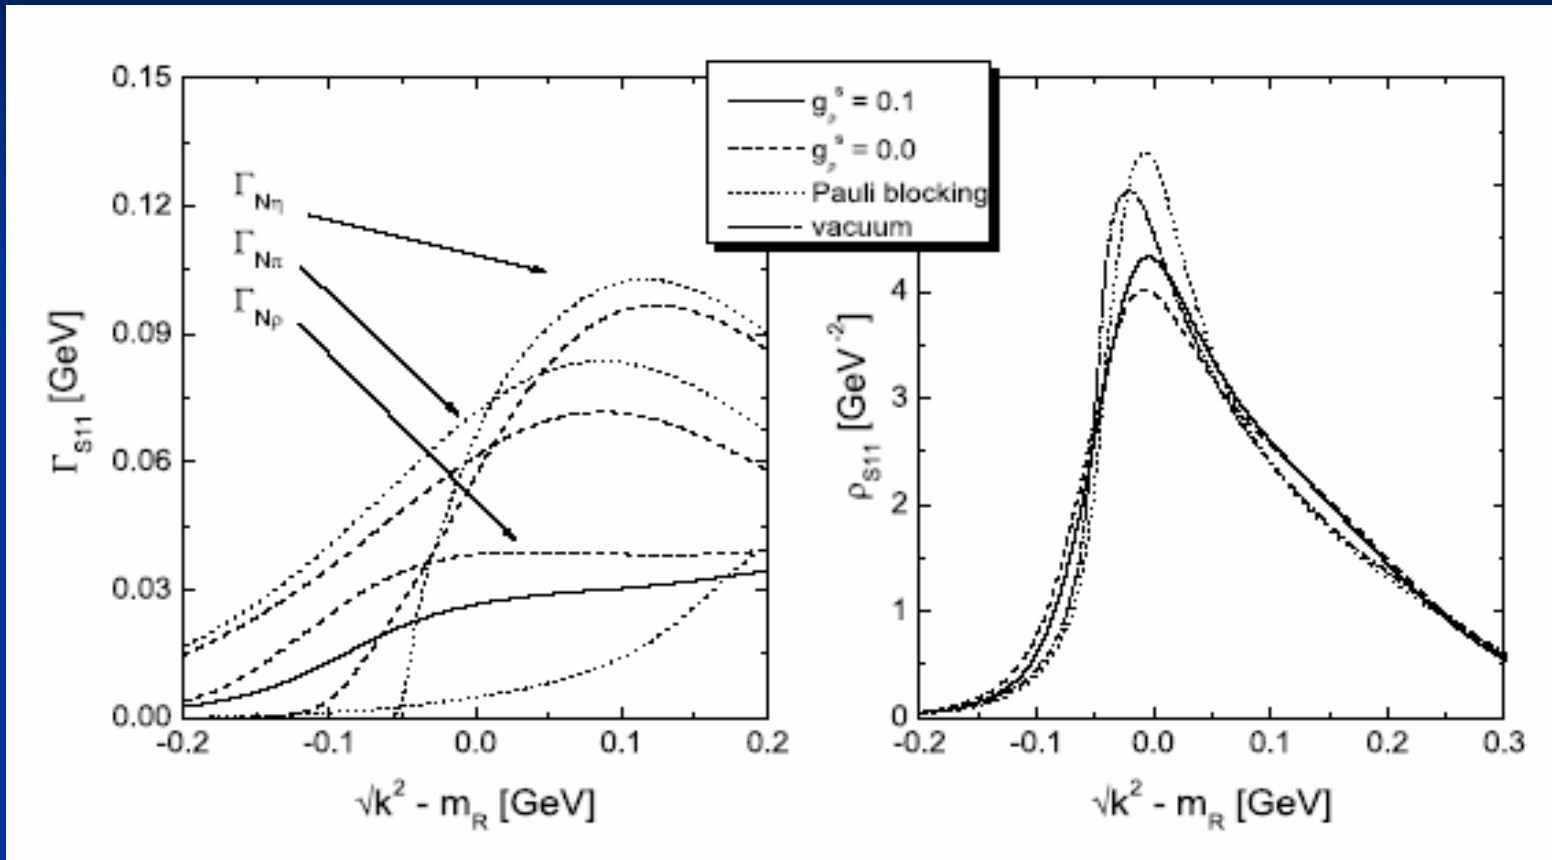 g_ρ^s = 0.1
g_ρ^s = 0.0
Pauli blocking
vacuum
0.15
0.12
0.09
0.06
0.03
0.00
Γ_S11 [GeV]
Γ_Nη
Γ_Nπ
Γ_Nρ
-0.2 -0.1 0.0 0.1 0.2
√k² - m_R [GeV]
4
3
2
1
0
ρ_S11 [GeV⁻²]
-0.2 -0.1 0.0 0.1 0.2 0.3
√k² - m_R [GeV]